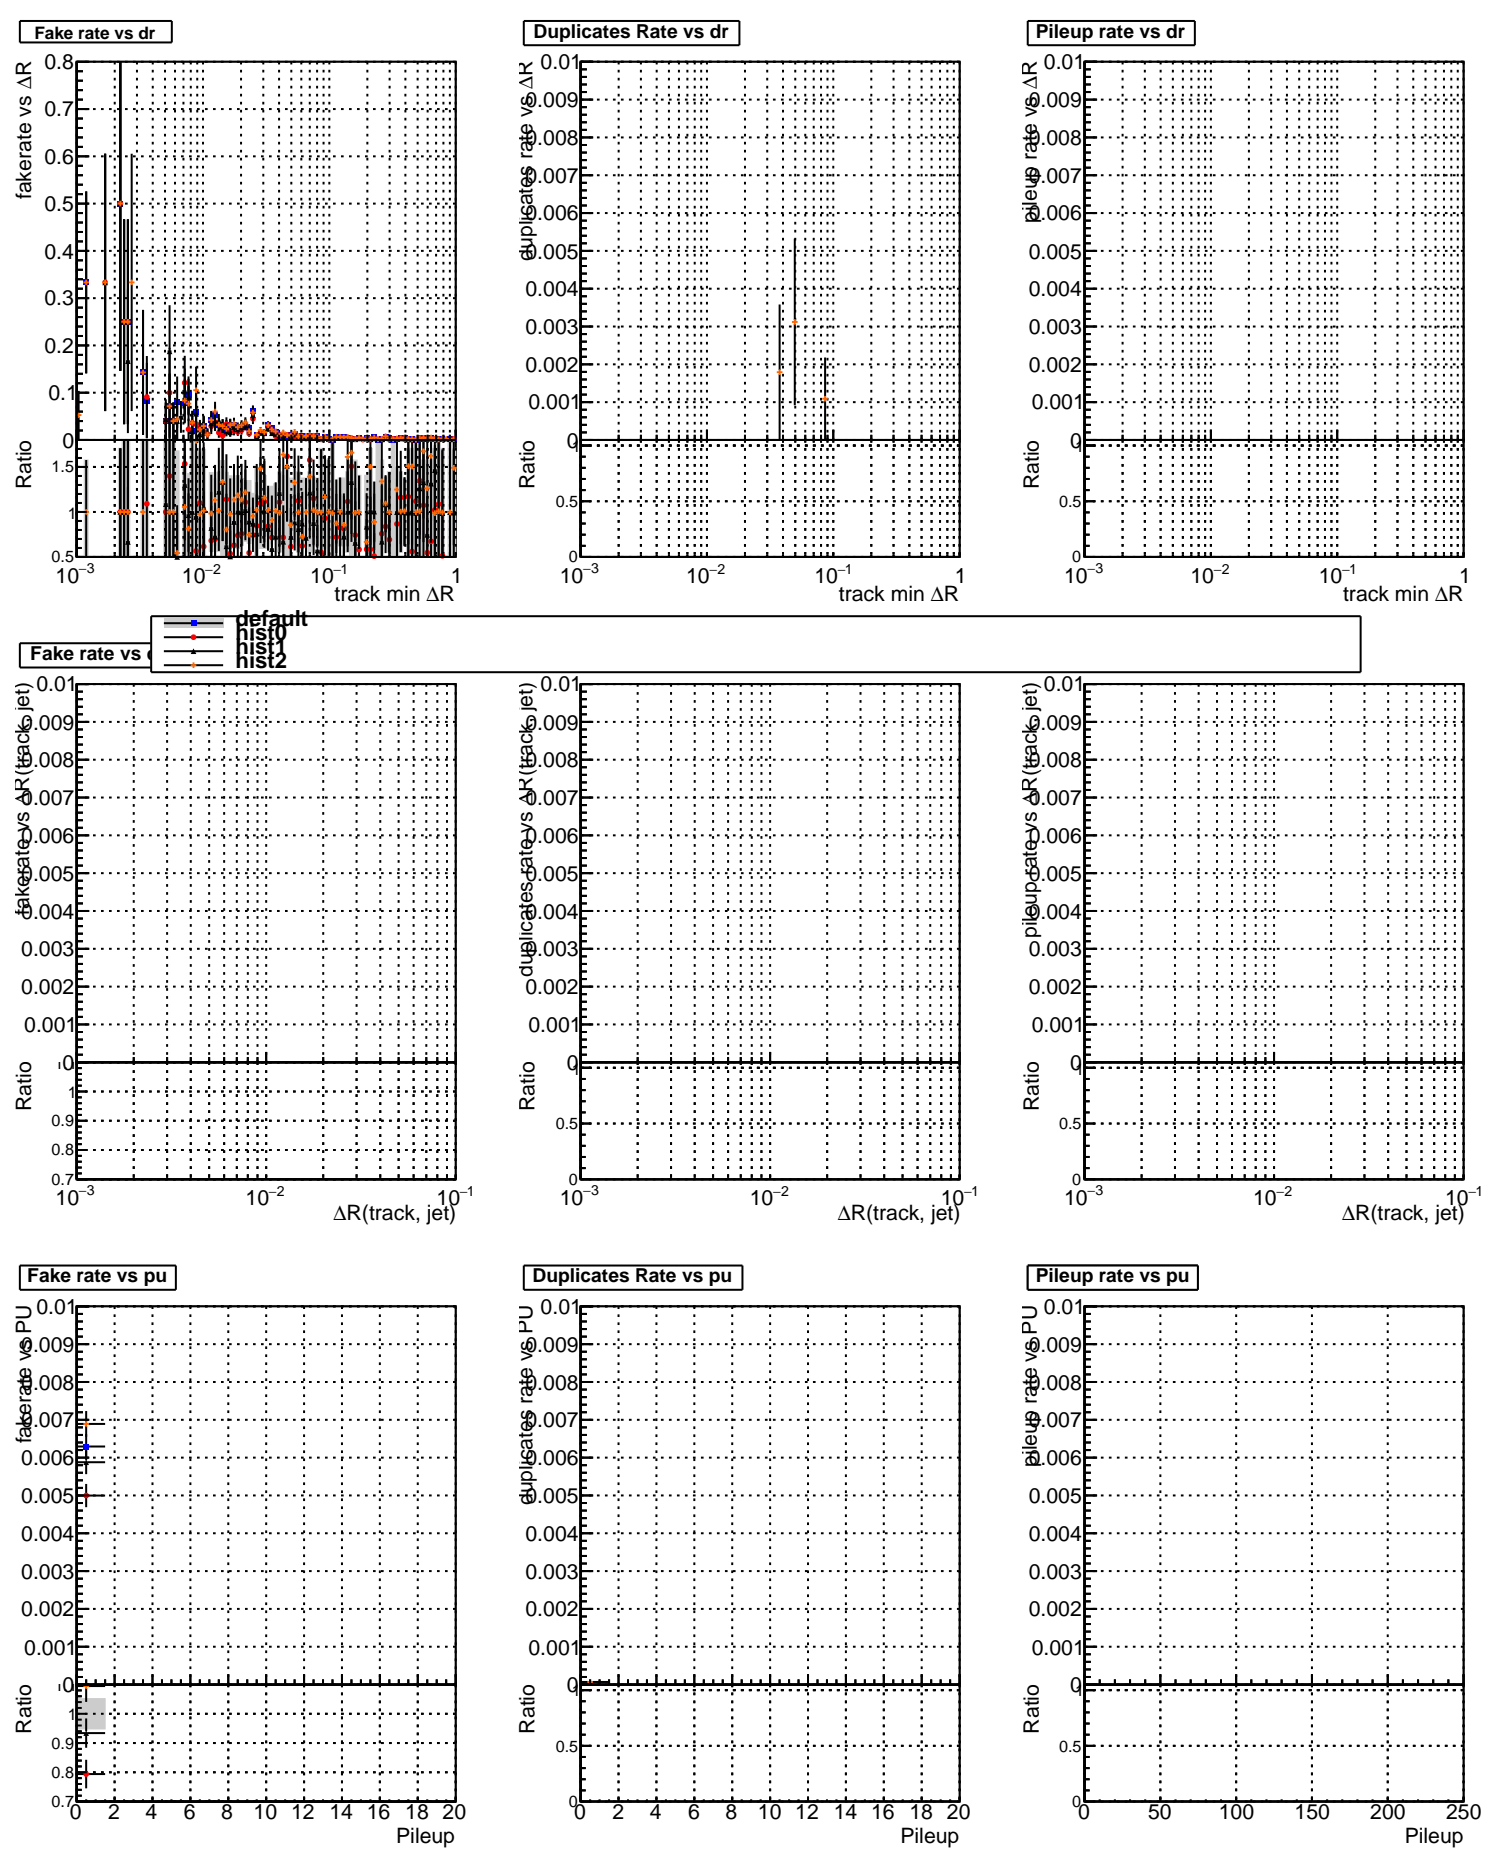 Fake rate vs dr
Duplicates Rate vs dr
Pileup rate vs dr
fakerate vs ΔR
0.8
0.7
0.6
0.5
0.4
0.3
0.2
0.1
0
Ratio
1.5
1
0.5
10⁻³ 10⁻² 10⁻¹ 1
track min ΔR
duplicates rate vs ΔR
0.01
0.009
0.008
0.007
0.006
0.005
0.004
0.003
0.002
0.001
0
Ratio
0.5
0
10⁻³ 10⁻² 10⁻¹ 1
track min ΔR
pileup rate vs ΔR
0.01
0.009
0.008
0.007
0.006
0.005
0.004
0.003
0.002
0.001
0
Ratio
0.5
0
10⁻³ 10⁻² 10⁻¹ 1
track min ΔR
default
hist0
hist1
hist2
Fake rate vs
fakerate vs ΔR(track, jet)
0.01
0.009
0.008
0.007
0.006
0.005
0.004
0.003
0.002
0.001
0
Ratio
1
0.9
0.8
0.7
10⁻³ 10⁻² 10⁻¹
ΔR(track, jet)
duplicates rate vs ΔR(track, jet)
0.01
0.009
0.008
0.007
0.006
0.005
0.004
0.003
0.002
0.001
0
Ratio
0.5
0
10⁻³ 10⁻² 10⁻¹
ΔR(track, jet)
pileup rate vs ΔR(track, jet)
0.01
0.009
0.008
0.007
0.006
0.005
0.004
0.003
0.002
0.001
0
Ratio
0.5
0
10⁻³ 10⁻² 10⁻¹
ΔR(track, jet)
Fake rate vs pu
Duplicates Rate vs pu
Pileup rate vs pu
fakerate vs PU
0.01
0.009
0.008
0.007
0.006
0.005
0.004
0.003
0.002
0.001
0
Ratio
1
0.9
0.8
0.7
0 2 4 6 8 10 12 14 16 18 20
Pileup
duplicates rate vs PU
0.01
0.009
0.008
0.007
0.006
0.005
0.004
0.003
0.002
0.001
0
Ratio
0.5
0
0 2 4 6 8 10 12 14 16 18 20
Pileup
pileup rate vs PU
0.01
0.009
0.008
0.007
0.006
0.005
0.004
0.003
0.002
0.001
0
Ratio
0.5
0
0 50 100 150 200 250
Pileup